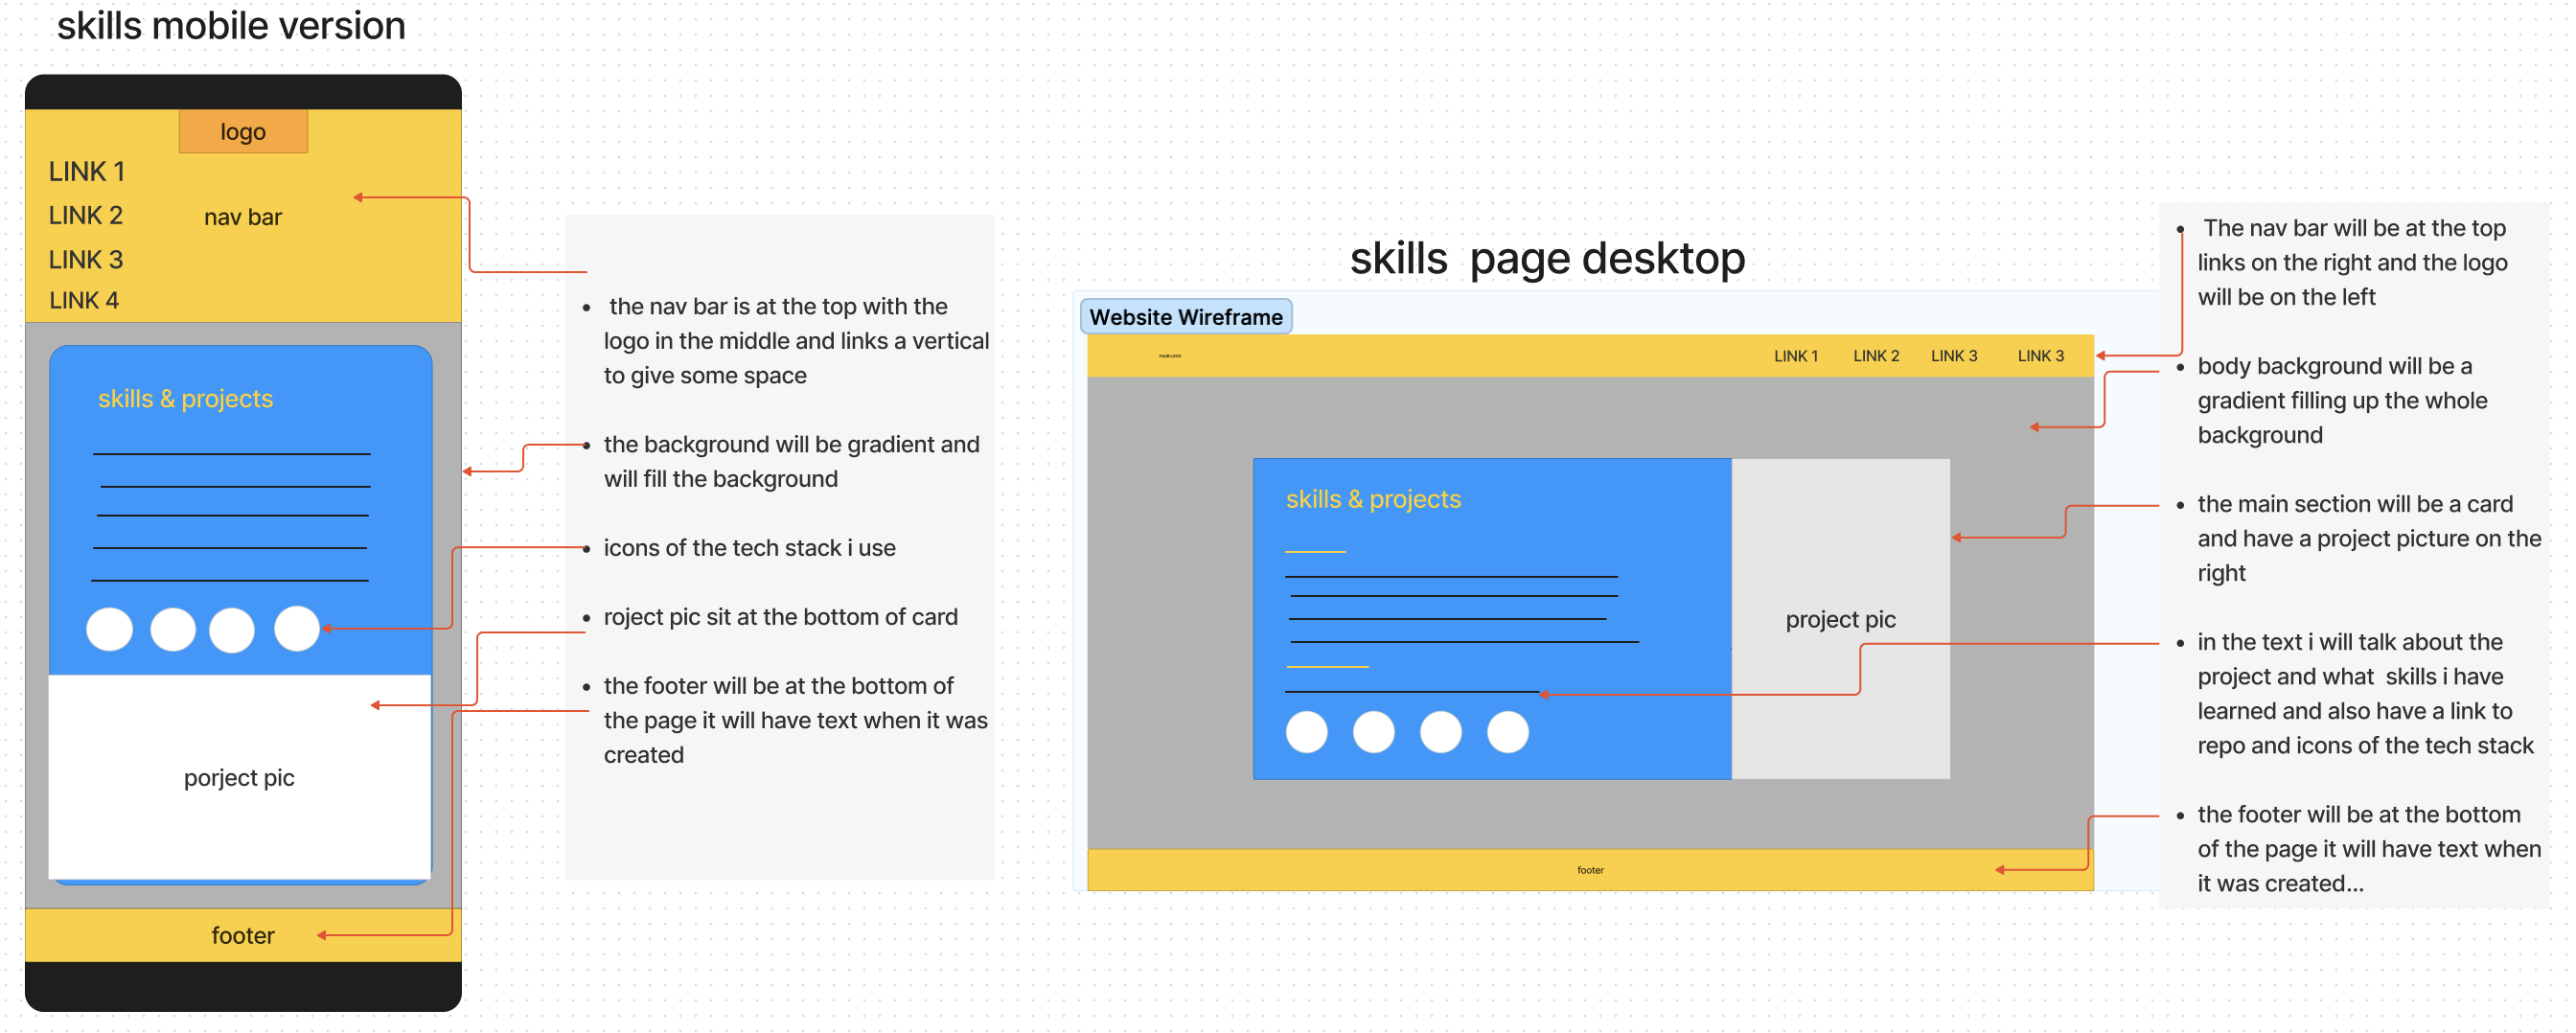 skills mobile version
logo
LINK 1
LINK 2
nav bar
LINK 3
LINK 4
skills & projects
porject pic
footer
the nav bar is at the top with the
logo in the middle and links a vertical
to give some space
the background will be gradient and
will fill the background
icons of the tech stack i use
roject pic sit at the bottom of card
the footer will be at the bottom of
the page it will have text when it was
created
skills page desktop
Website Wireframe
YOUR LOGO
LINK 1
LINK 2
LINK 3
LINK 3
skills & projects
project pic
footer
The nav bar will be at the top
links on the right and the logo
will be on the left
body background will be a
gradient filling up the whole
background
the main section will be a card
and have a project picture on the
right
in the text i will talk about the
project and what skills i have
learned and also have a link to
repo and icons of the tech stack
the footer will be at the bottom
of the page it will have text when
it was created...